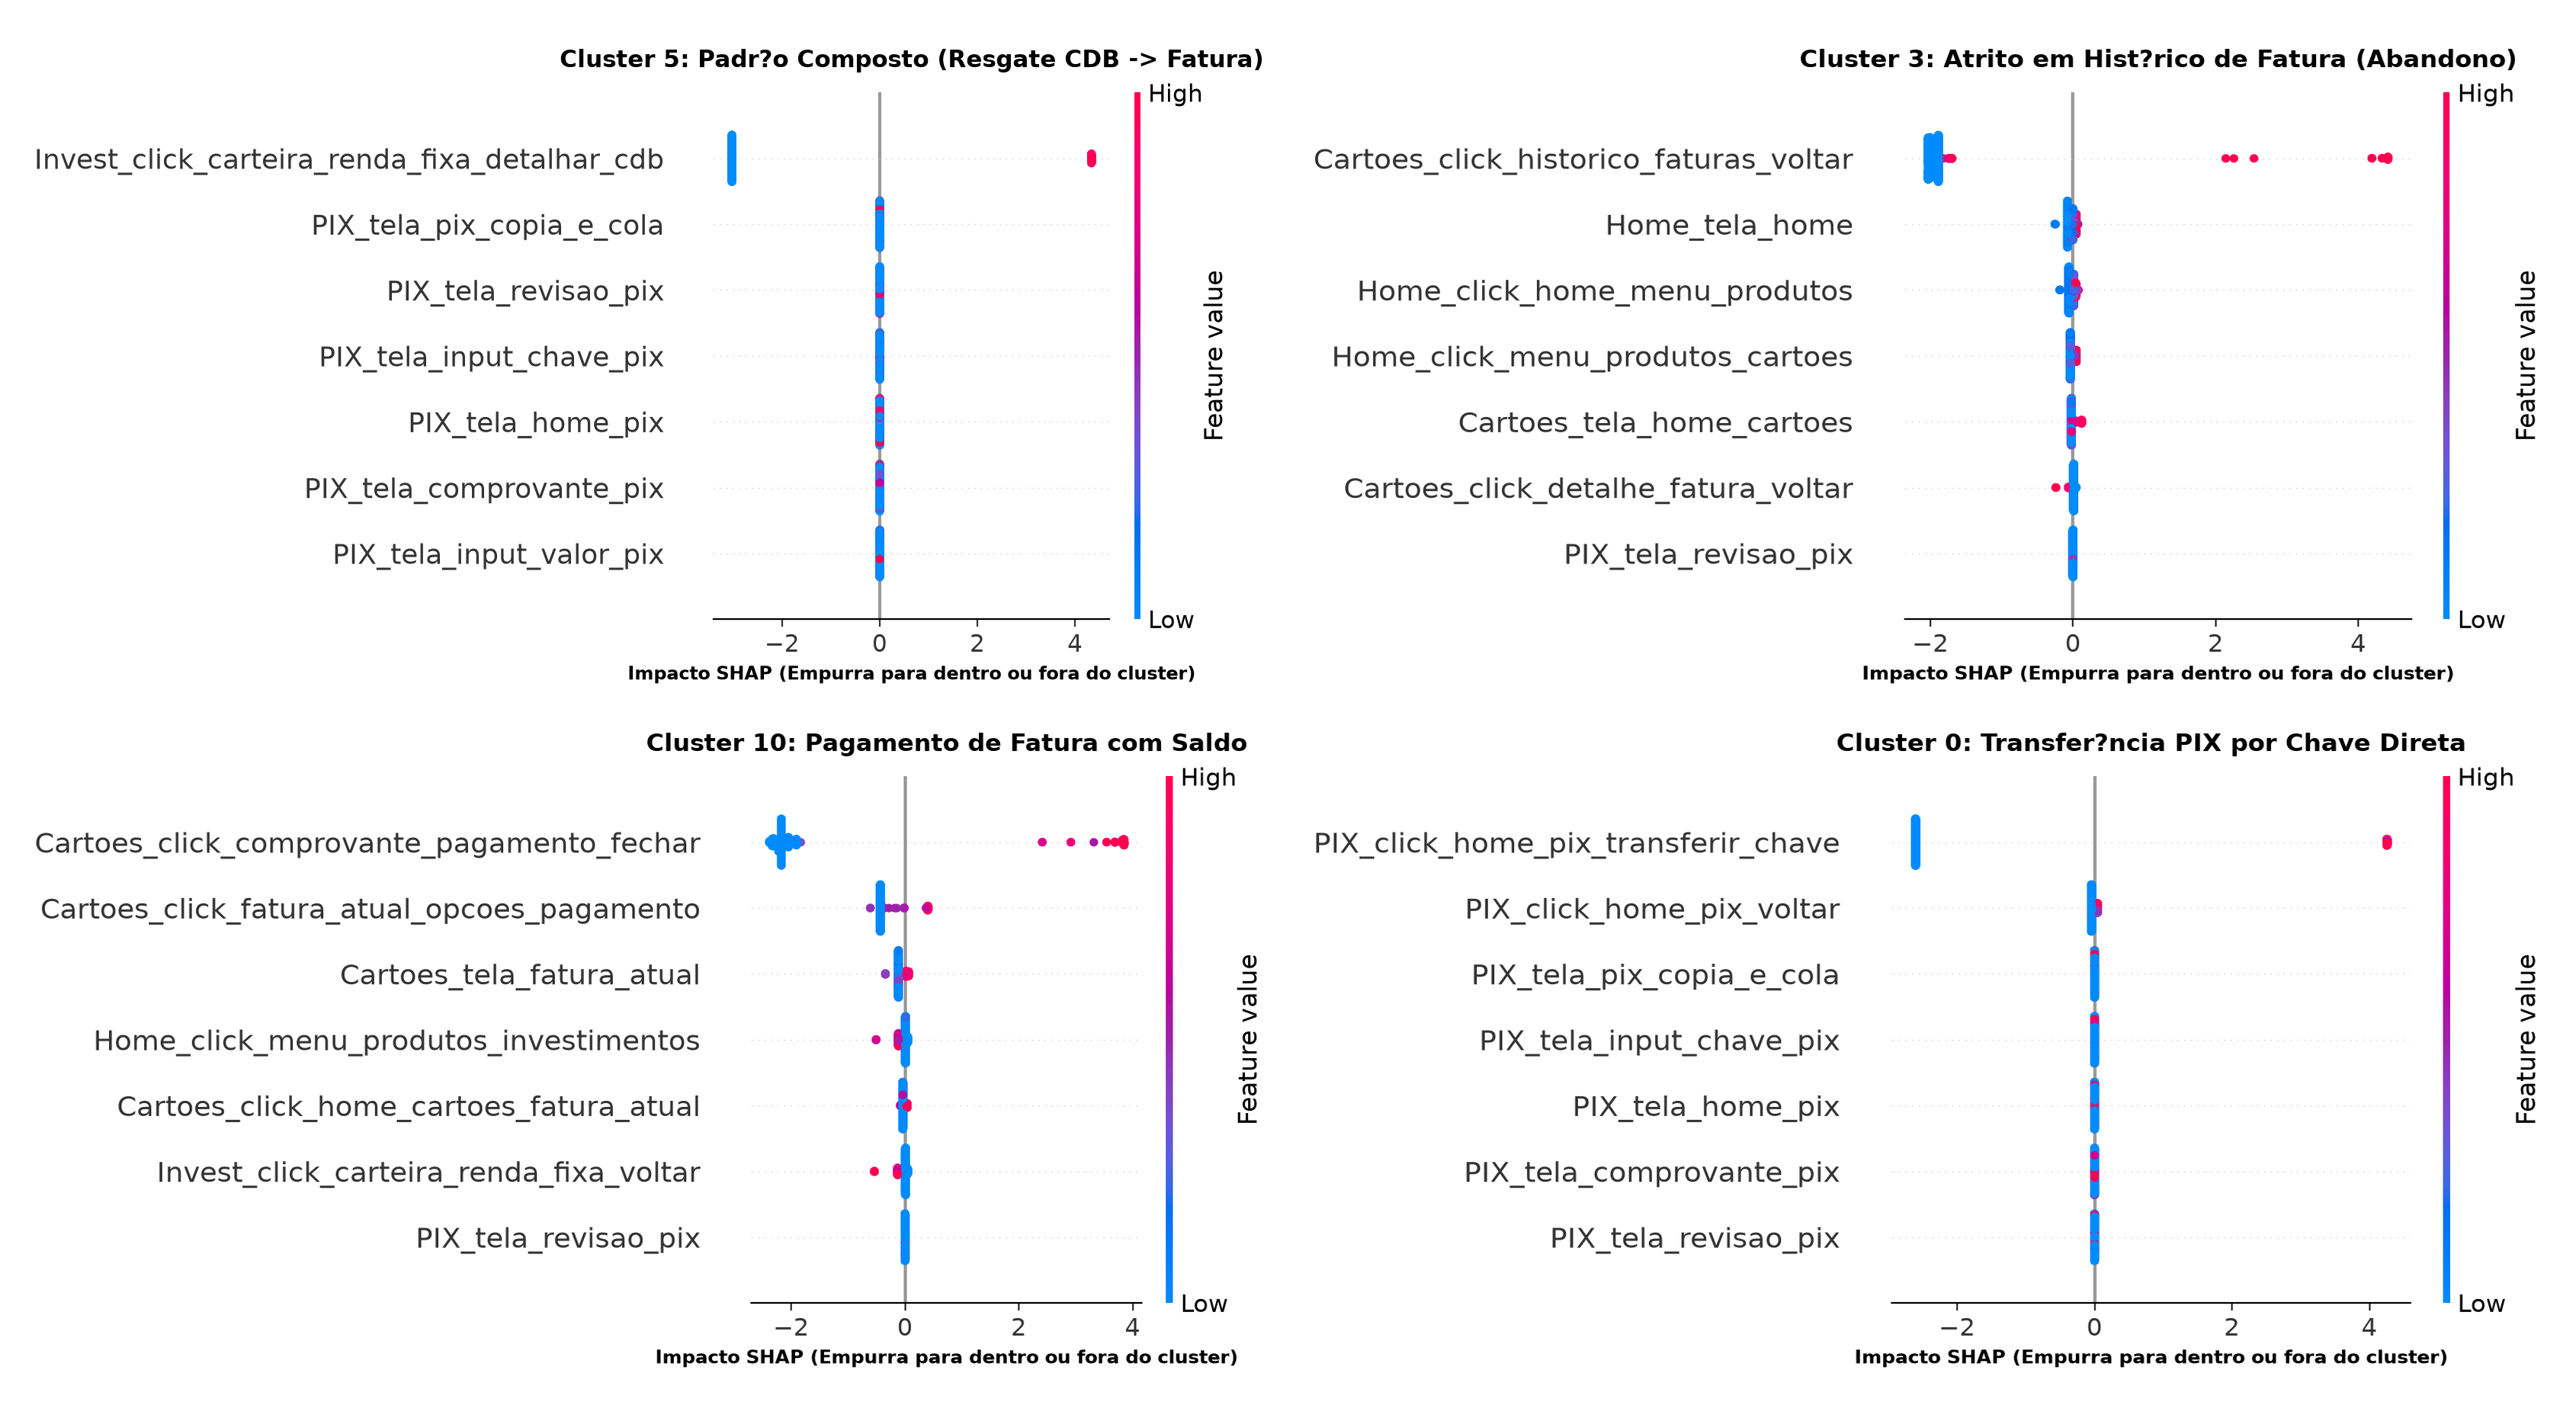 Cluster 5: Padr?o Composto (Resgate CDB -> Fatura)
High
Invest_click_carteira_renda_fixa_detalhar_cdb
PIX_tela_pix_copia_e_cola
PIX_tela_revisao_pix
PIX_tela_input_chave_pix
PIX_tela_home_pix
PIX_tela_comprovante_pix
PIX_tela_input_valor_pix
Feature value
Low
−2 0 2 4
Impacto SHAP (Empurra para dentro ou fora do cluster)
Cluster 3: Atrito em Hist?rico de Fatura (Abandono)
High
Cartoes_click_historico_faturas_voltar
Home_tela_home
Home_click_home_menu_produtos
Home_click_menu_produtos_cartoes
Cartoes_tela_home_cartoes
Cartoes_click_detalhe_fatura_voltar
PIX_tela_revisao_pix
Feature value
Low
−2 0 2 4
Impacto SHAP (Empurra para dentro ou fora do cluster)
Cluster 10: Pagamento de Fatura com Saldo
High
Cartoes_click_comprovante_pagamento_fechar
Cartoes_click_fatura_atual_opcoes_pagamento
Cartoes_tela_fatura_atual
Home_click_menu_produtos_investimentos
Cartoes_click_home_cartoes_fatura_atual
Invest_click_carteira_renda_fixa_voltar
PIX_tela_revisao_pix
Feature value
Low
−2 0 2 4
Impacto SHAP (Empurra para dentro ou fora do cluster)
Cluster 0: Transfer?ncia PIX por Chave Direta
High
PIX_click_home_pix_transferir_chave
PIX_click_home_pix_voltar
PIX_tela_pix_copia_e_cola
PIX_tela_input_chave_pix
PIX_tela_home_pix
PIX_tela_comprovante_pix
PIX_tela_revisao_pix
Feature value
Low
−2 0 2 4
Impacto SHAP (Empurra para dentro ou fora do cluster)